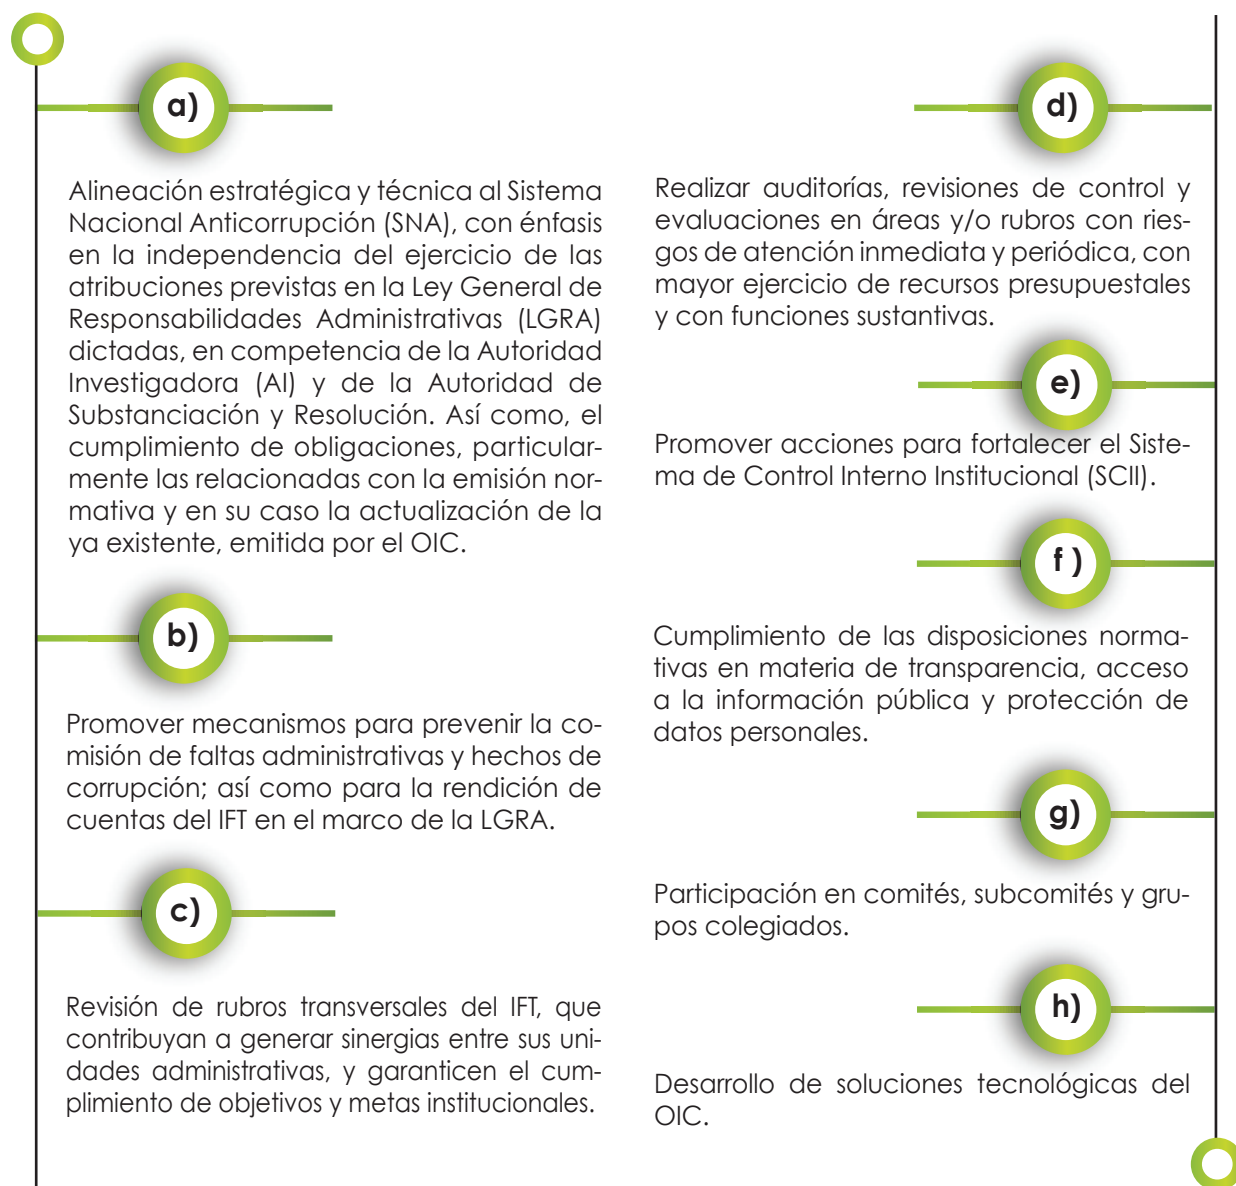 a)
Alineación estratégica y técnica al Sistema
Nacional Anticorrupción (SNA), con énfasis
en la independencia del ejercicio de las
atribuciones previstas en la Ley General de
Responsabilidades Administrativas (LGRA)
dictadas, en competencia de la Autoridad
Investigadora (AI) y de la Autoridad de
Substanciación y Resolución. Así como, el
cumplimiento de obligaciones, particular-
mente las relacionadas con la emisión nor-
mativa y en su caso la actualización de la
ya existente, emitida por el OIC.
b)
Promover mecanismos para prevenir la co-
misión de faltas administrativas y hechos de
corrupción; así como para la rendición de
cuentas del IFT en el marco de la LGRA.
c)
Revisión de rubros transversales del IFT, que
contribuyan a generar sinergias entre sus uni-
dades administrativas, y garanticen el cum-
plimiento de objetivos y metas institucionales.
d)
Realizar auditorías, revisiones de control y
evaluaciones en áreas y/o rubros con ries-
gos de atención inmediata y periódica, con
mayor ejercicio de recursos presupuestales
y con funciones sustantivas.
e)
Promover acciones para fortalecer el Siste-
ma de Control Interno Institucional (SCII).
f )
Cumplimiento de las disposiciones norma-
tivas en materia de transparencia, acceso
a la información pública y protección de
datos personales.
g)
Participación en comités, subcomités y gru-
pos colegiados.
h)
Desarrollo de soluciones tecnológicas del
OIC.